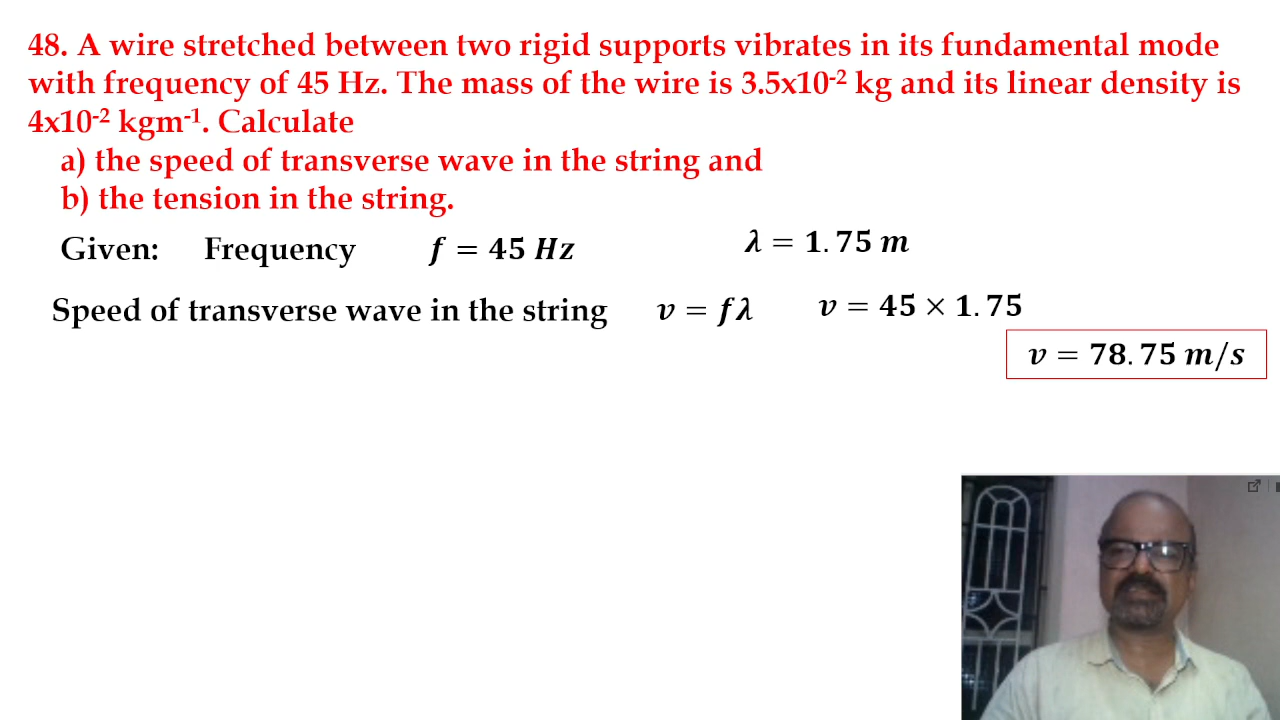 48. A wire stretched between two rigid supports vibrates in its fundamental mode
with frequency of 45 Hz. The mass of the wire is 3.5x10⁻² kg and its linear density is
4x10⁻² kgm⁻¹. Calculate
a) the speed of transverse wave in the string and
b) the tension in the string.
Given: Frequency f = 45 Hz λ = 1.75 m
Speed of transverse wave in the string v = fλ v = 45 × 1.75
v = 78.75 m/s